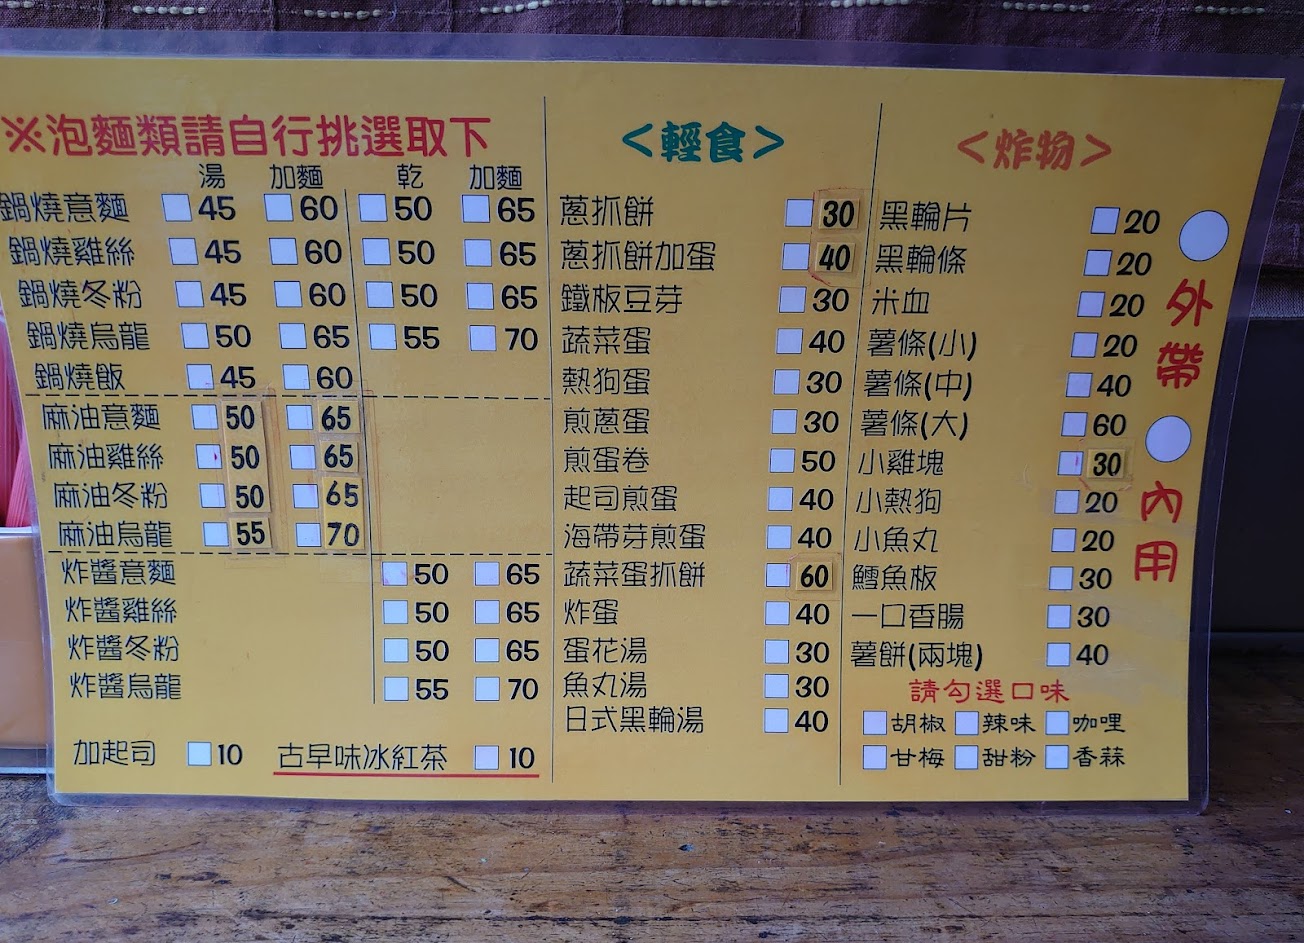 ※泡麵類請自行挑選取下
湯 加麵 乾 加麵
鍋燒意麵 45 60 50 65
鍋燒雞絲 45 60 50 65
鍋燒冬粉 45 60 50 65
鍋燒烏龍 50 65 55 70
鍋燒飯 45 60
麻油意麵 50 65
麻油雞絲 50 65
麻油冬粉 50 65
麻油烏龍 55 70
炸醬意麵 50 65
炸醬雞絲 50 65
炸醬冬粉 50 65
炸醬烏龍 55 70
加起司 10 古早味冰紅茶 10
<輕食>
蔥抓餅 30
蔥抓餅加蛋 40
鐵板豆芽 30
蔬菜蛋 40
熱狗蛋 30
煎蔥蛋 30
煎蛋卷 50
起司煎蛋 40
海帶芽煎蛋 40
蔬菜蛋抓餅 60
炸蛋 40
蛋花湯 30
魚丸湯 30
日式黑輪湯 40
<炸物>
黑輪片 20
黑輪條 20
米血 20
薯條(小) 20
薯條(中) 40
薯條(大) 60
小雞塊 30
小熱狗 20
小魚丸 20
鱈魚板 30
一口香腸 30
薯餅(兩塊) 40
請勾選口味
胡椒 辣味 咖哩
甘梅 甜粉 香蒜
外帶
內用